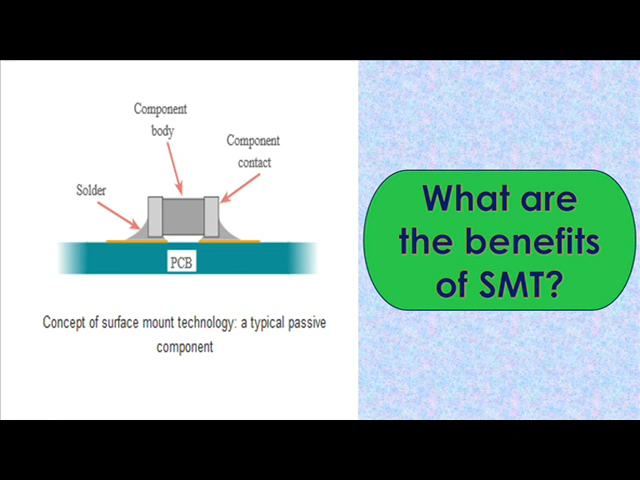 Component
body
Component
contact
Solder
PCB
Concept of surface mount technology: a typical passive
component
What are
the benefits
of SMT?